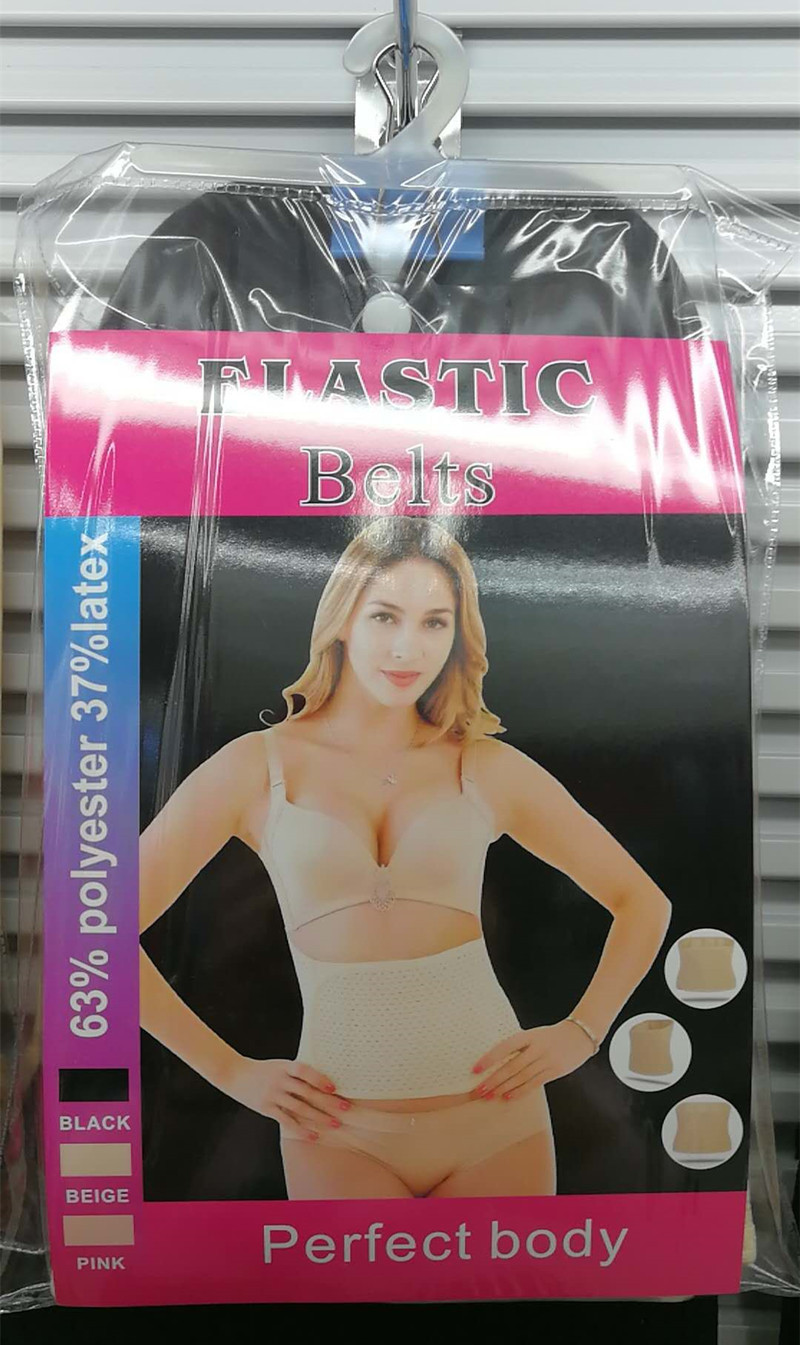 ELASTIC
Belts
63% polyester 37%latex
BLACK
BEIGE
PINK
Perfect body